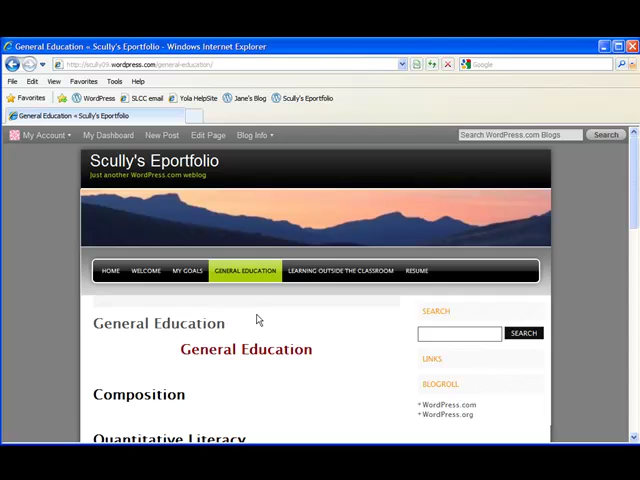 General Education « Scully's Eportfolio - Windows Internet Explorer
http://scully09.wordpress.com/general-education/
Google
File Edit View Favorites Tools Help
Favorites WordPress SLCC email Yola HelpSite Jane's Blog Scully's Eportfolio
General Education « Scully's Eportfolio
My Account My Dashboard New Post Edit Page Blog Info Search WordPress.com Blogs Search
Scully's Eportfolio
Just another WordPress.com weblog
HOME WELCOME MY GOALS GENERAL EDUCATION LEARNING OUTSIDE THE CLASSROOM RESUME
General Education
General Education
Composition
Quantitative Literacy
SEARCH
SEARCH
LINKS
BLOGROLL
WordPress.com
WordPress.org